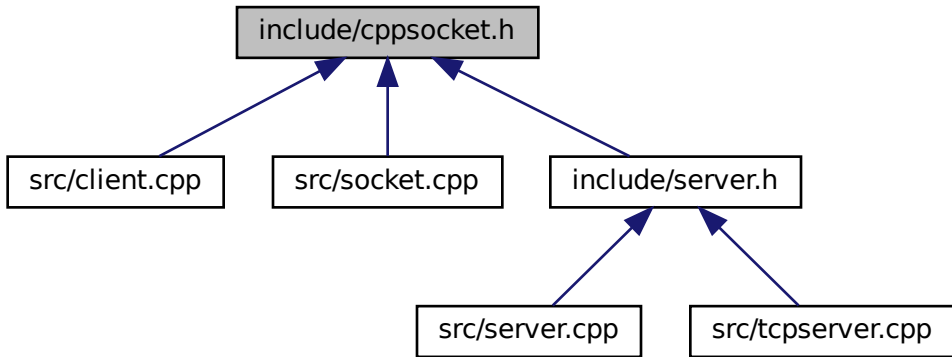 include/cppsocket.h
src/client.cpp
src/socket.cpp
include/server.h
src/server.cpp
src/tcpserver.cpp